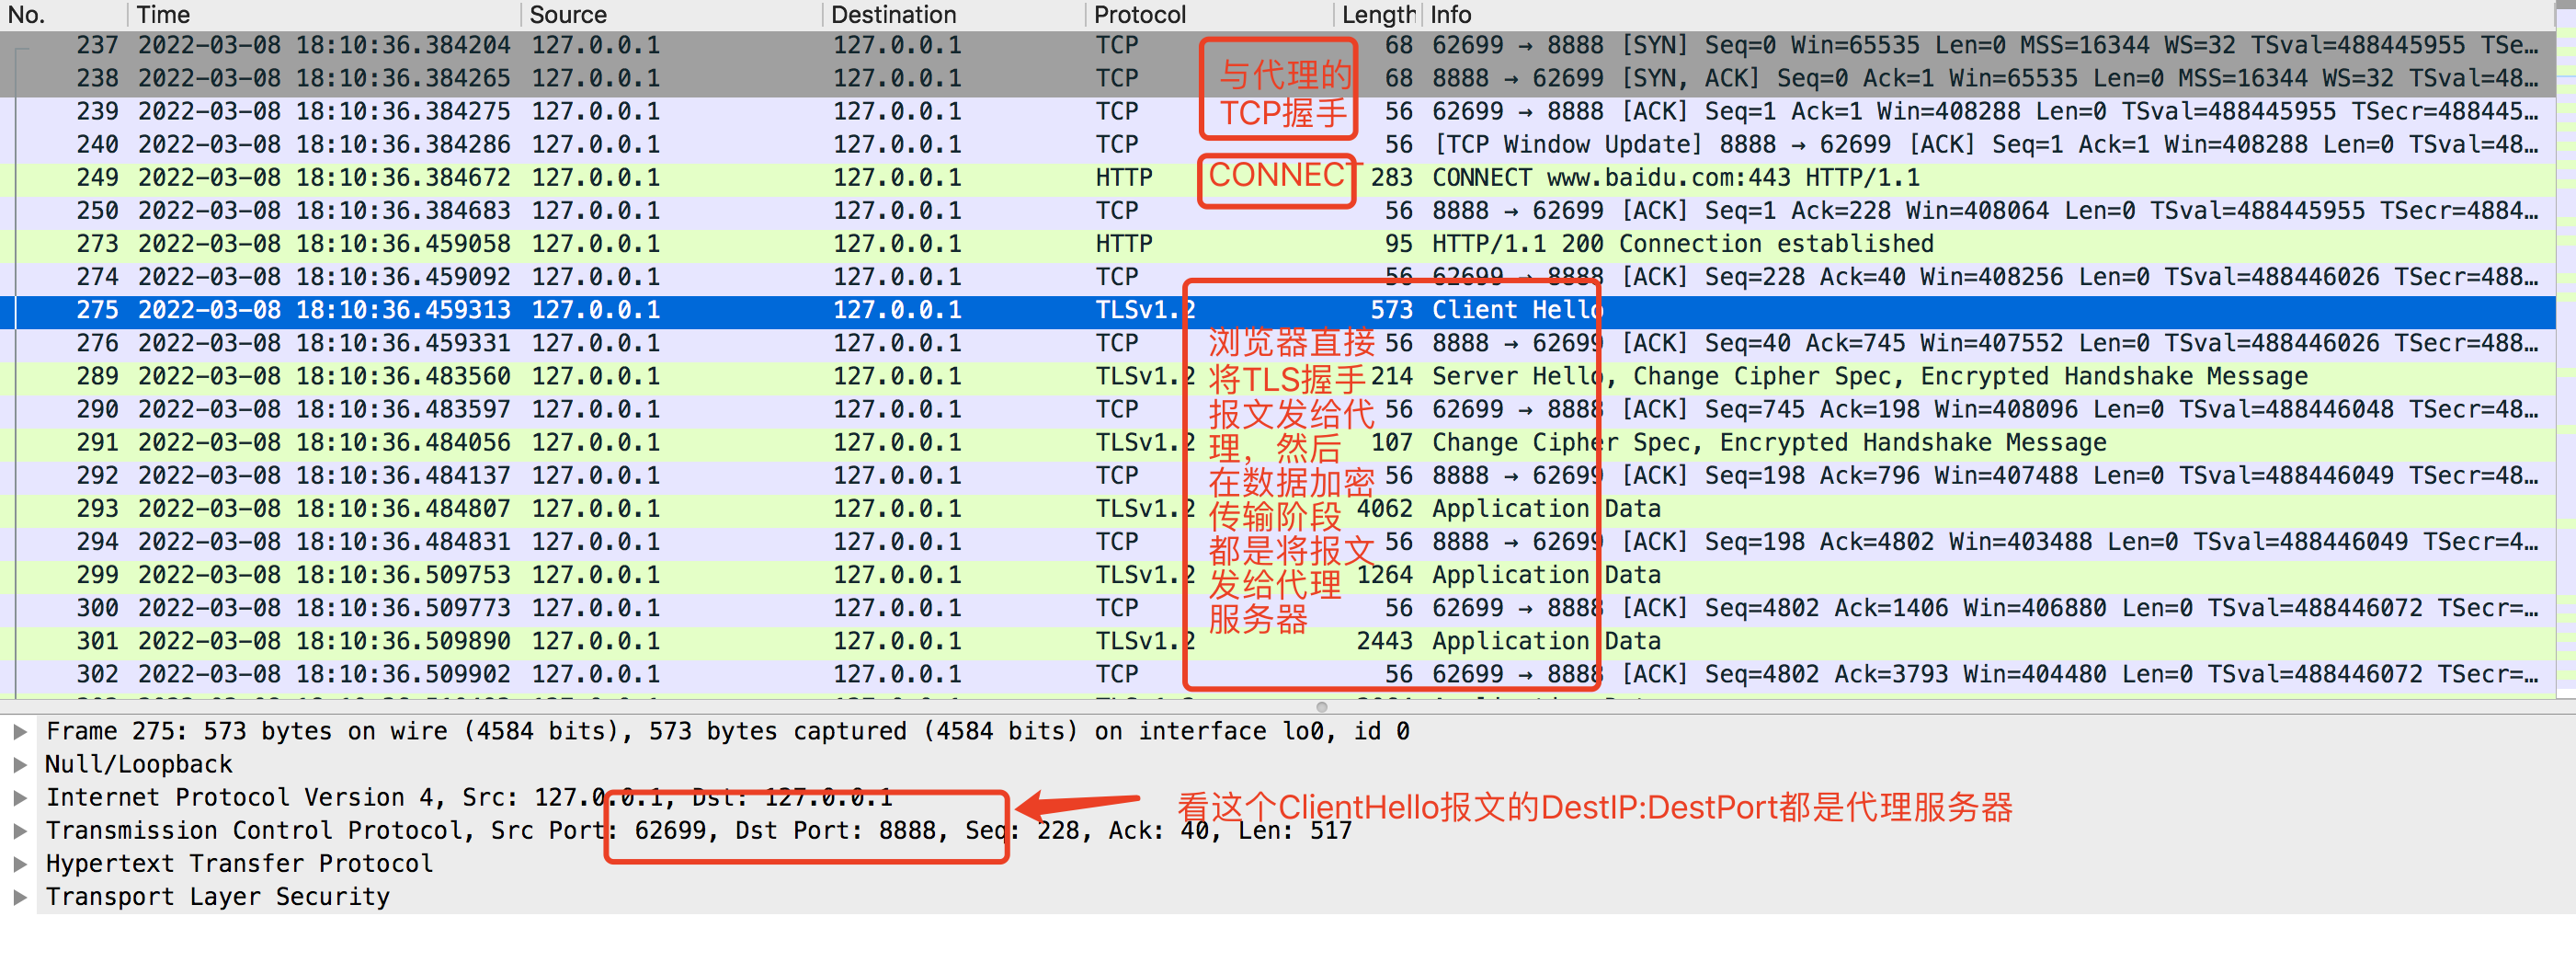 No. Time Source Destination Protocol Length Info
237 2022-03-08 18:10:36.384204 127.0.0.1 127.0.0.1 TCP 68 62699 → 8888 [SYN] Seq=0 Win=65535 Len=0 MSS=16344 WS=32 TSval=488445955 TSe…
238 2022-03-08 18:10:36.384265 127.0.0.1 127.0.0.1 TCP 68 8888 → 62699 [SYN, ACK] Seq=0 Ack=1 Win=65535 Len=0 MSS=16344 WS=32 TSval=48…
239 2022-03-08 18:10:36.384275 127.0.0.1 127.0.0.1 TCP 56 62699 → 8888 [ACK] Seq=1 Ack=1 Win=408288 Len=0 TSval=488445955 TSecr=488445…
240 2022-03-08 18:10:36.384286 127.0.0.1 127.0.0.1 TCP 56 [TCP Window Update] 8888 → 62699 [ACK] Seq=1 Ack=1 Win=408288 Len=0 TSval=48…
249 2022-03-08 18:10:36.384672 127.0.0.1 127.0.0.1 HTTP 283 CONNECT www.baidu.com:443 HTTP/1.1
250 2022-03-08 18:10:36.384683 127.0.0.1 127.0.0.1 TCP 56 8888 → 62699 [ACK] Seq=1 Ack=228 Win=408064 Len=0 TSval=488445955 TSecr=4884…
273 2022-03-08 18:10:36.459058 127.0.0.1 127.0.0.1 HTTP 95 HTTP/1.1 200 Connection established
274 2022-03-08 18:10:36.459092 127.0.0.1 127.0.0.1 TCP 56 62699 → 8888 [ACK] Seq=228 Ack=40 Win=408256 Len=0 TSval=488446026 TSecr=488…
275 2022-03-08 18:10:36.459313 127.0.0.1 127.0.0.1 TLSv1.2 573 Client Hello
276 2022-03-08 18:10:36.459331 127.0.0.1 127.0.0.1 TCP 56 8888 → 62699 [ACK] Seq=40 Ack=745 Win=407552 Len=0 TSval=488446026 TSecr=488…
289 2022-03-08 18:10:36.483560 127.0.0.1 127.0.0.1 TLSv1.2 214 Server Hello, Change Cipher Spec, Encrypted Handshake Message
290 2022-03-08 18:10:36.483597 127.0.0.1 127.0.0.1 TCP 56 62699 → 8888 [ACK] Seq=745 Ack=198 Win=408096 Len=0 TSval=488446048 TSecr=48…
291 2022-03-08 18:10:36.484056 127.0.0.1 127.0.0.1 TLSv1.2 107 Change Cipher Spec, Encrypted Handshake Message
292 2022-03-08 18:10:36.484137 127.0.0.1 127.0.0.1 TCP 56 8888 → 62699 [ACK] Seq=198 Ack=796 Win=407488 Len=0 TSval=488446049 TSecr=48…
293 2022-03-08 18:10:36.484807 127.0.0.1 127.0.0.1 TLSv1.2 4062 Application Data
294 2022-03-08 18:10:36.484831 127.0.0.1 127.0.0.1 TCP 56 8888 → 62699 [ACK] Seq=198 Ack=4802 Win=403488 Len=0 TSval=488446049 TSecr=4…
299 2022-03-08 18:10:36.509753 127.0.0.1 127.0.0.1 TLSv1.2 1264 Application Data
300 2022-03-08 18:10:36.509773 127.0.0.1 127.0.0.1 TCP 56 62699 → 8888 [ACK] Seq=4802 Ack=1406 Win=406880 Len=0 TSval=488446072 TSecr=…
301 2022-03-08 18:10:36.509890 127.0.0.1 127.0.0.1 TLSv1.2 2443 Application Data
302 2022-03-08 18:10:36.509902 127.0.0.1 127.0.0.1 TCP 56 62699 → 8888 [ACK] Seq=4802 Ack=3793 Win=404480 Len=0 TSval=488446072 TSecr=…
与代理的
TCP握手
CONNECT
浏览器直接
将TLS握手
报文发给代
理，然后
在数据加密
传输阶段
都是将报文
发给代理
服务器
Frame 275: 573 bytes on wire (4584 bits), 573 bytes captured (4584 bits) on interface lo0, id 0
Null/Loopback
Internet Protocol Version 4, Src: 127.0.0.1, Dst: 127.0.0.1
看这个ClientHello报文的DestIP:DestPort都是代理服务器
Transmission Control Protocol, Src Port: 62699, Dst Port: 8888, Seq: 228, Ack: 40, Len: 517
Hypertext Transfer Protocol
Transport Layer Security